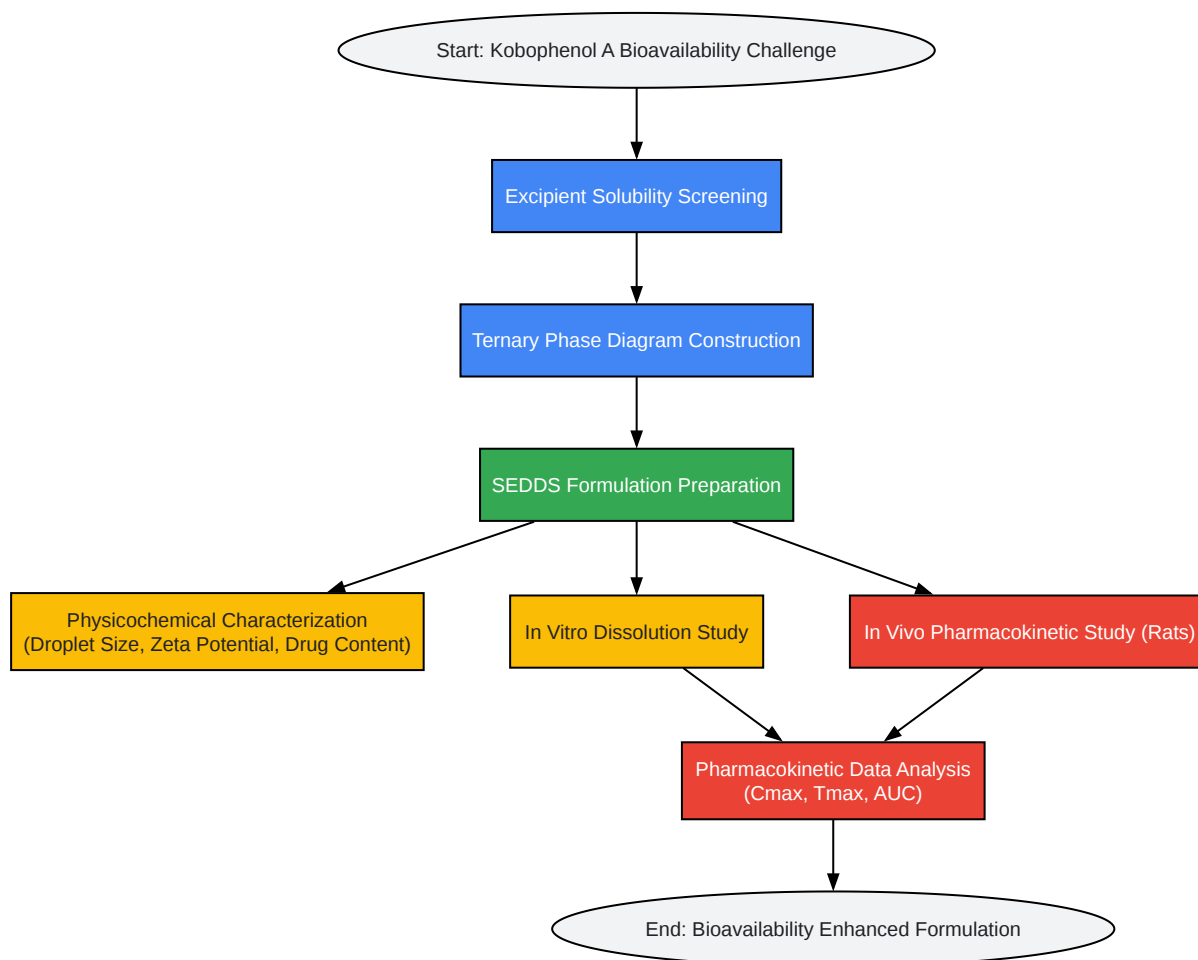 Start: Kobophenol A Bioavailability Challenge
Excipient Solubility Screening
Ternary Phase Diagram Construction
SEDDS Formulation Preparation
Physicochemical Characterization
(Droplet Size, Zeta Potential, Drug Content)
In Vitro Dissolution Study
In Vivo Pharmacokinetic Study (Rats)
Pharmacokinetic Data Analysis
(Cmax, Tmax, AUC)
End: Bioavailability Enhanced Formulation